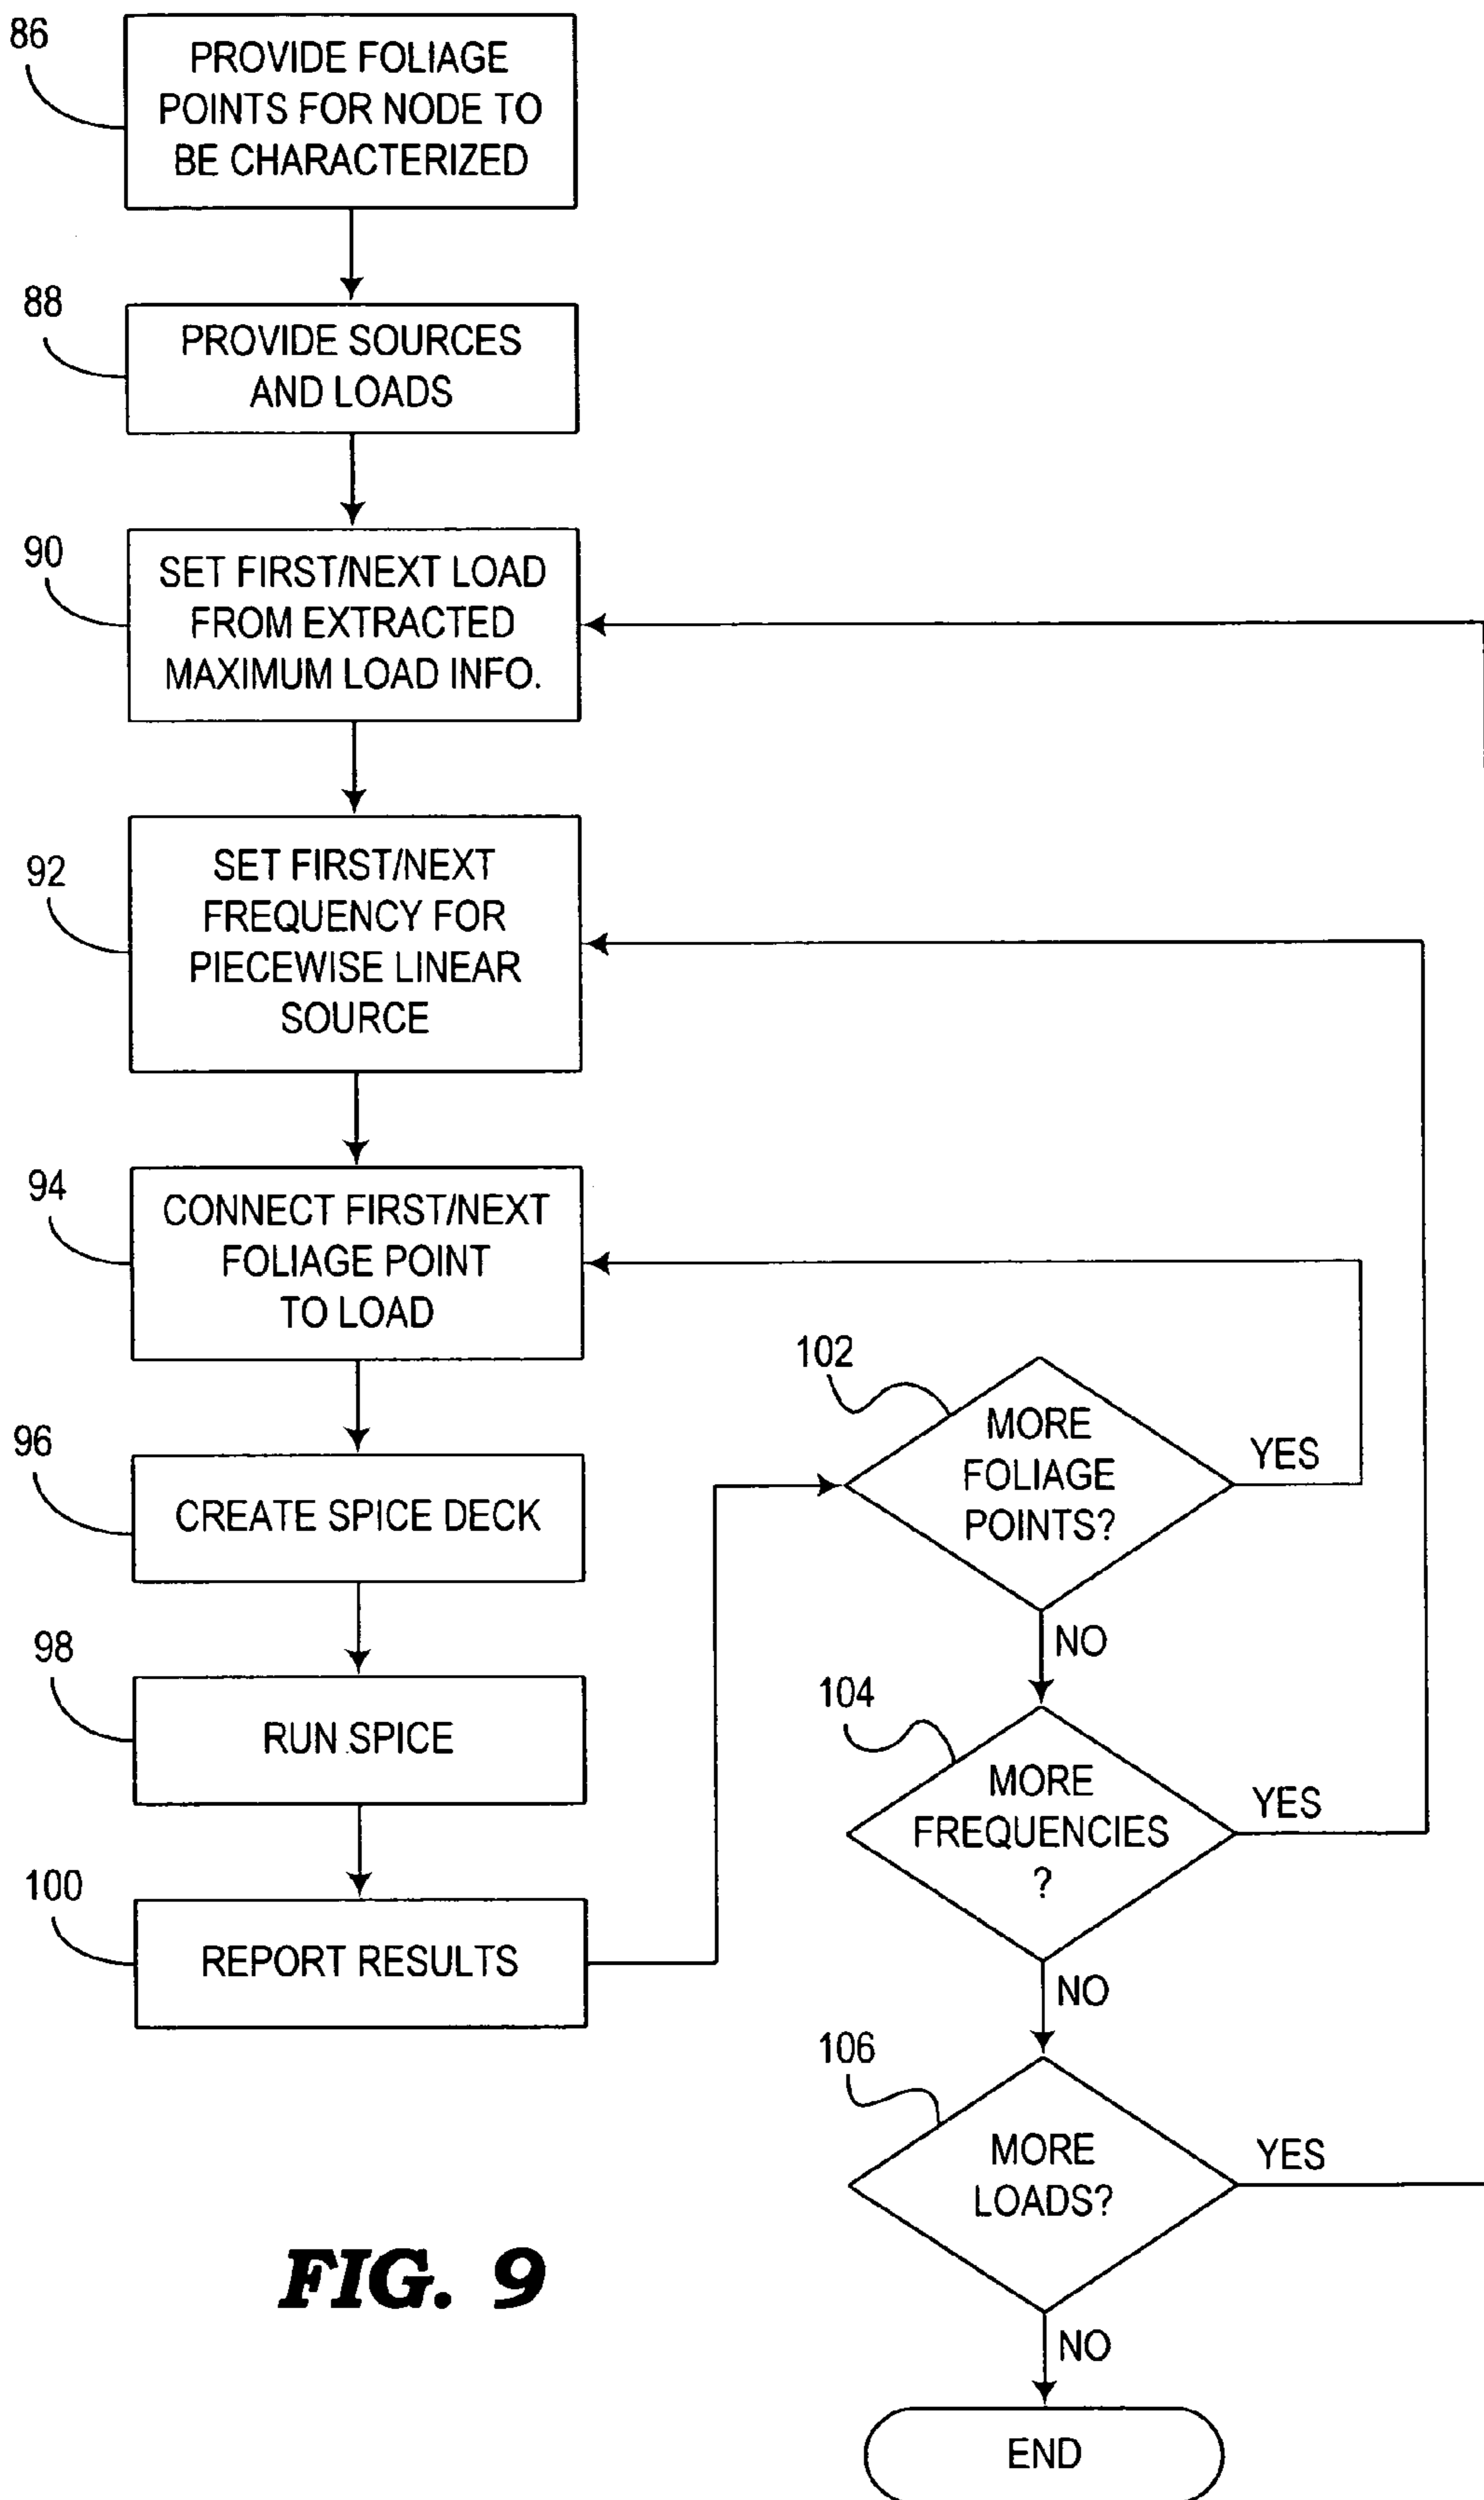 86
PROVIDE FOLIAGE
POINTS FOR NODE TO
BE CHARACTERIZED
88
PROVIDE SOURCES
AND LOADS
90
SET FIRST/NEXT LOAD
FROM EXTRACTED
MAXIMUM LOAD INFO.
92
SET FIRST/NEXT
FREQUENCY FOR
PIECEWISE LINEAR
SOURCE
94
CONNECT FIRST/NEXT
FOLIAGE POINT
TO LOAD
96
CREATE SPICE DECK
98
RUN SPICE
100
REPORT RESULTS
102
MORE
FOLIAGE
POINTS?
YES
NO
104
MORE
FREQUENCIES
?
YES
NO
106
MORE
LOADS?
YES
NO
END
FIG. 9